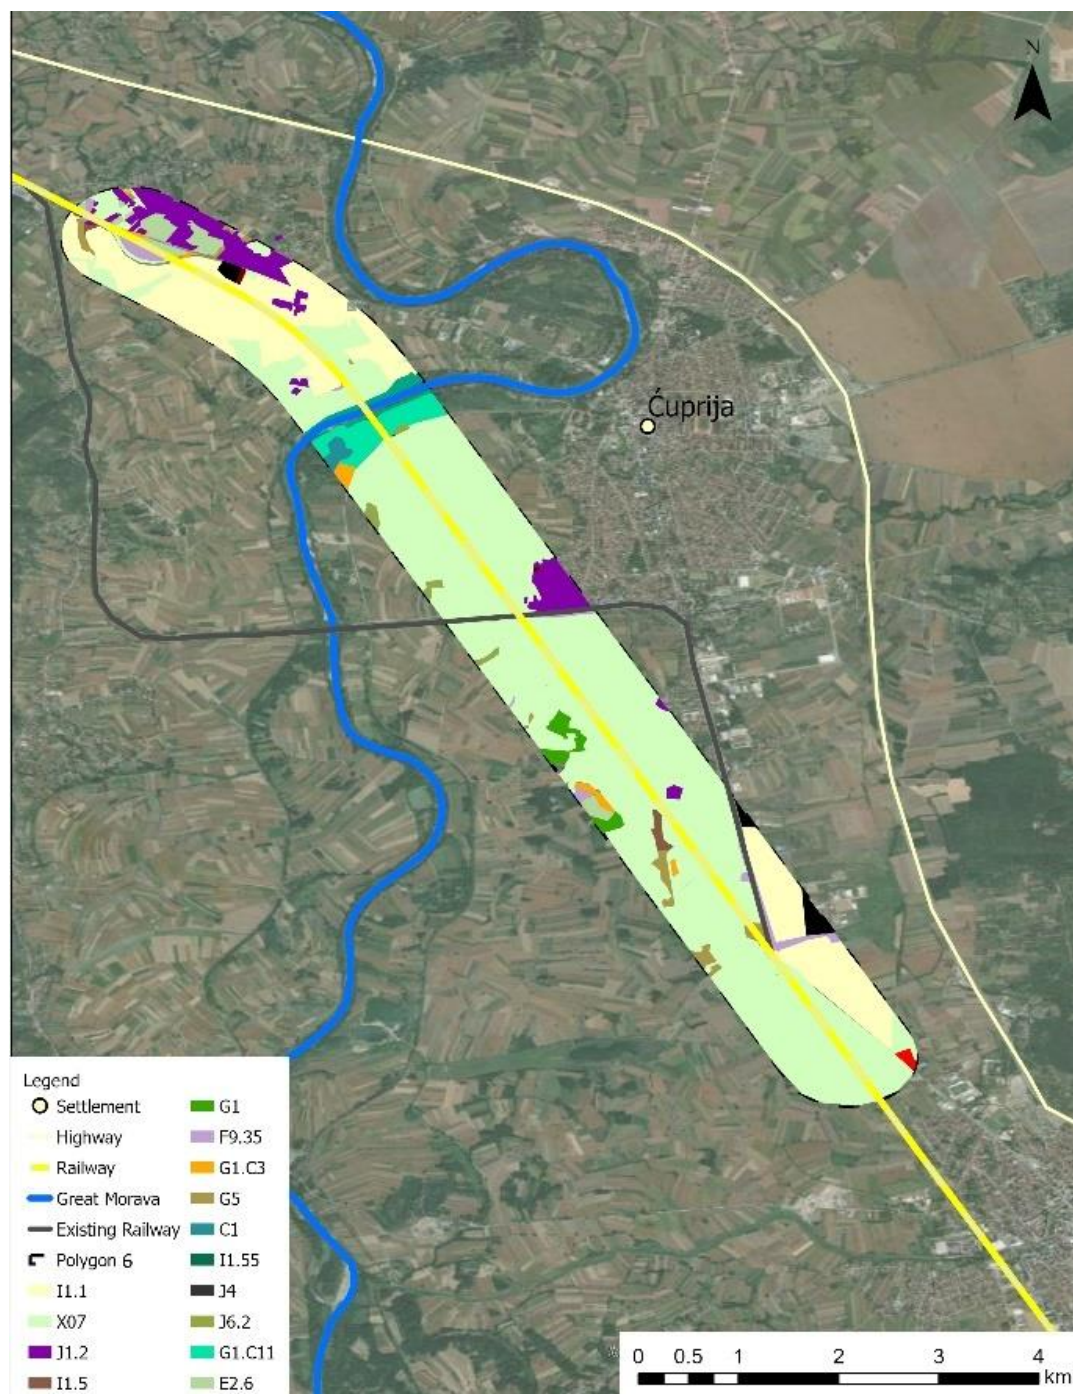 N
Ćuprija
Legend
Settlement
Highway
Railway
Great Morava
Existing Railway
Polygon 6
I1.1
X07
J1.2
I1.5
G1
F9.35
G1.C3
G5
C1
I1.55
J4
J6.2
G1.C11
E2.6
0 0.5 1 2 3 4
km